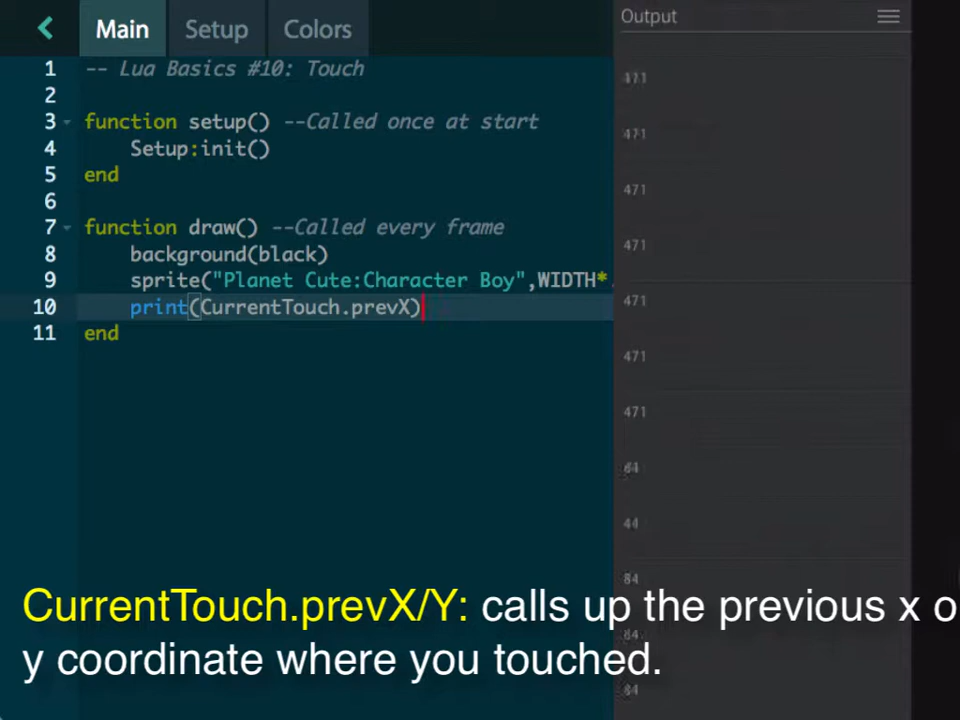 Main Setup Colors
Output
1 -- Lua Basics #10: Touch
2
3 function setup() --Called once at start
4 Setup:init()
5 end
6
7 function draw() --Called every frame
8 background(black)
9 sprite("Planet Cute:Character Boy",WIDTH*
10 print(CurrentTouch.prevX)
11 end
471
471
471
471
471
471
471
44
84
84
84
CurrentTouch.prevX/Y: calls up the previous x o
y coordinate where you touched.